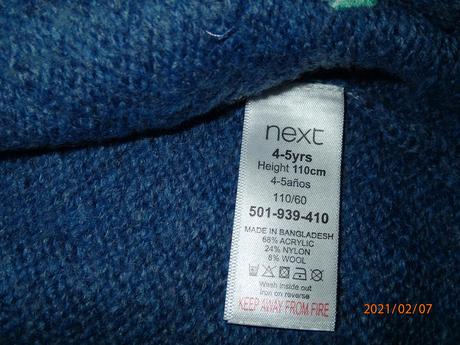 next
4-5yrs
Height 110cm
4-5años
110/60
501-939-410
MADE IN BANGLADESH
68% ACRYLIC
24% NYLON
8% WOOL
Wash inside out
Iron on reverse
KEEP AWAY FROM FIRE
2021/02/07